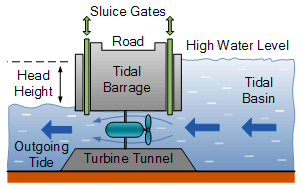 Sluice Gates
Road
High Water Level
Head
Height
Tidal
Barrage
Tidal
Basin
Outgoing
Tide
Turbine Tunnel